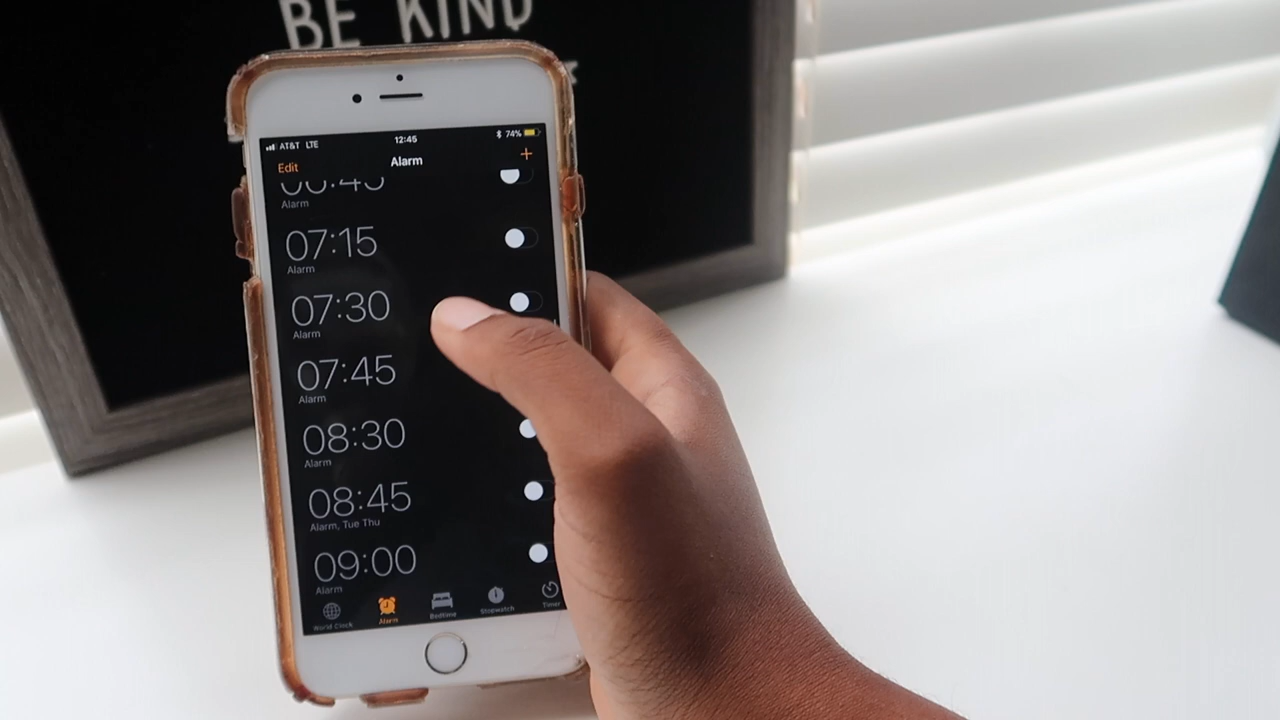 BE KIND
AT&T LTE 12:45 74%
Edit Alarm +
Alarm
07:15
Alarm
07:30
Alarm
07:45
Alarm
08:30
Alarm
08:45
Alarm, Tue Thu
09:00
Alarm
World Clock Alarm Bedtime Stopwatch Timer